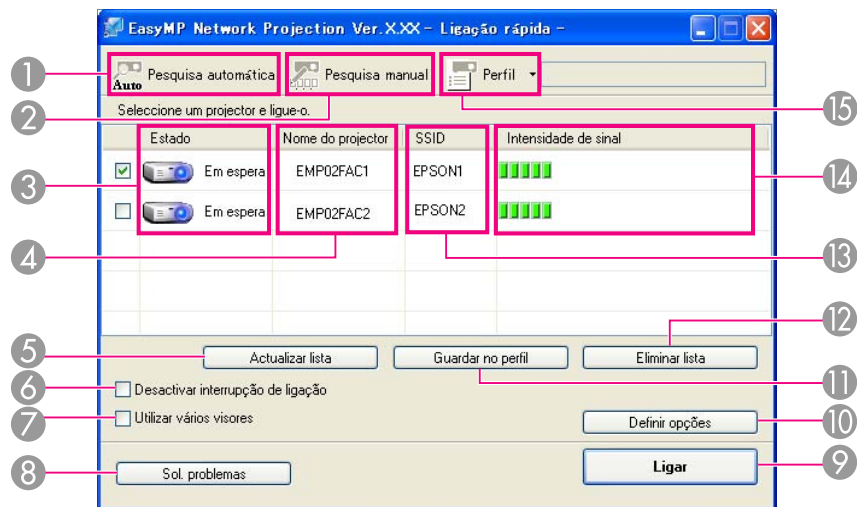 EasyMP Network Projection Ver.X.XX - Ligação rápida -
1 Auto Pesquisa automática Pesquisa manual Perfil
2 15
Seleccione um projector e ligue-o.
Estado Nome do projector SSID Intensidade de sinal
3 Em espera EMP02FAC1 EPSON1 14
Em espera EMP02FAC2 EPSON2
4 13
12
5 Actualizar lista Guardar no perfil Eliminar lista
6 Desactivar interrupção de ligação 11
7 Utilizar vários visores Definir opções 10
8 Sol. problemas Ligar 9